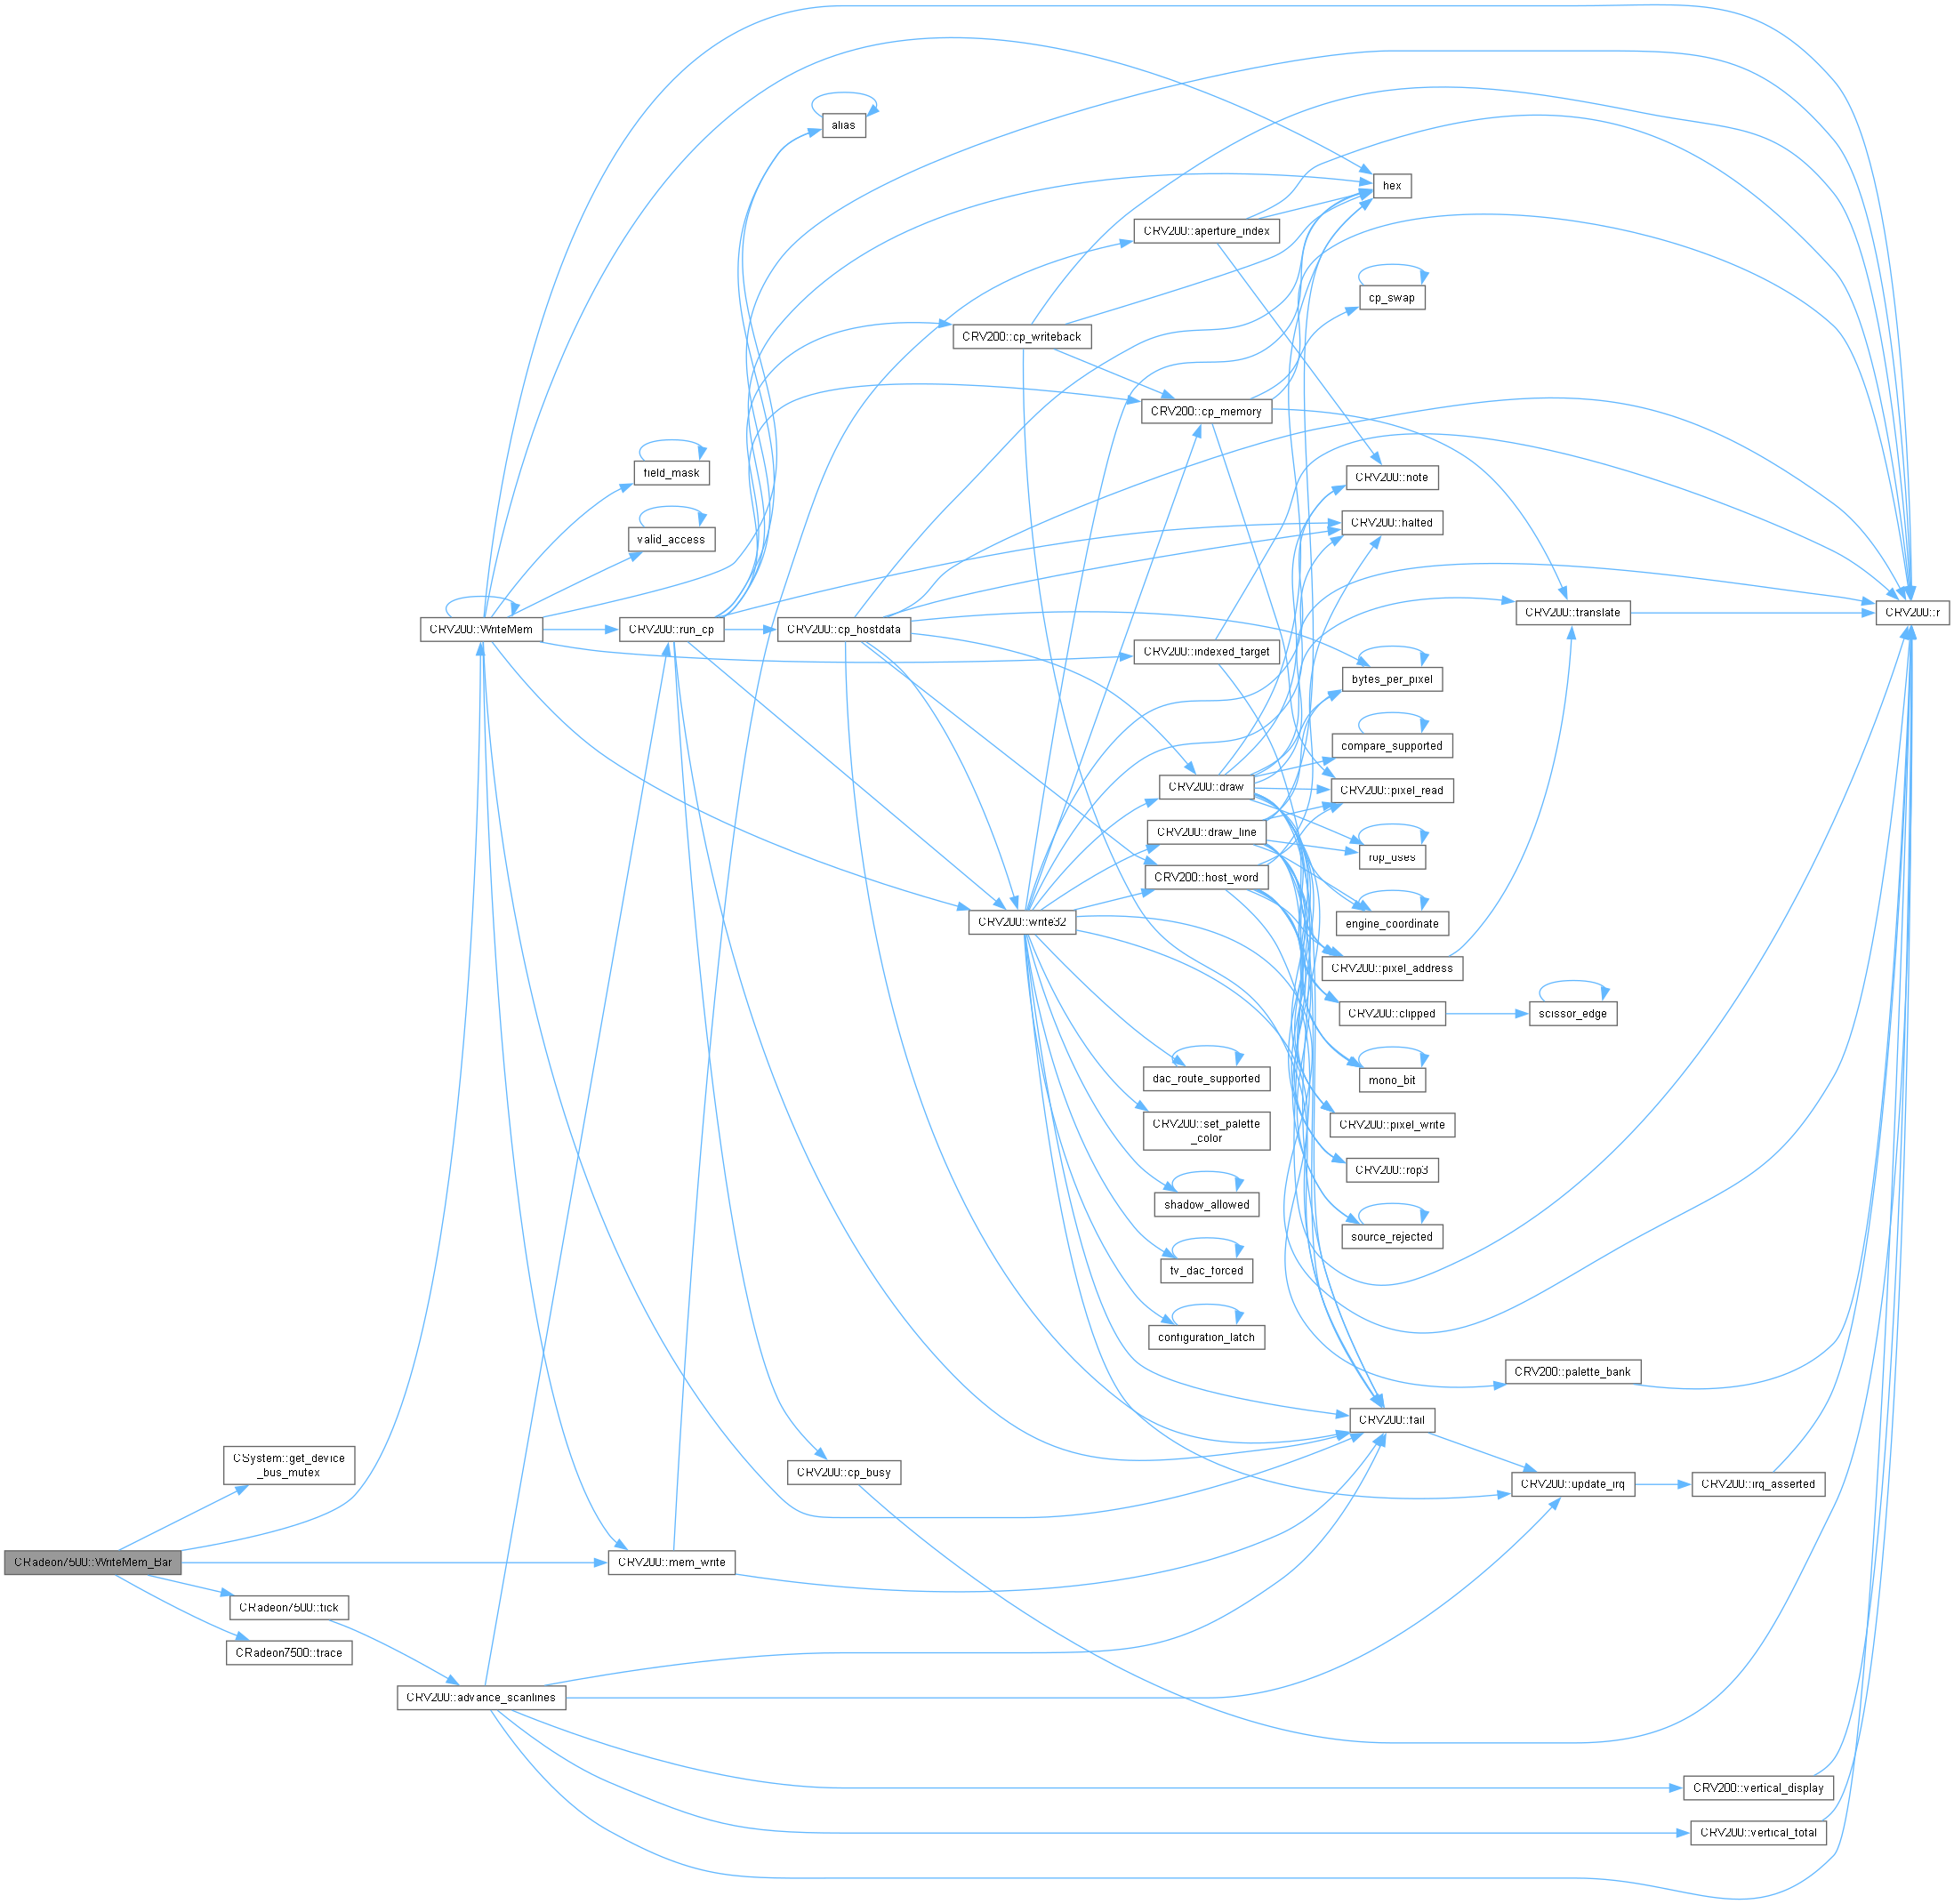 alias
hex
CRV200::aperture_index
cp_swap
CRV200::cp_writeback
CRV200::cp_memory
field_mask
CRV200::note
CRV200::halted
valid_access
CRV200::translate
CRV200::r
CRV200::WriteMem
CRV200::run_cp
CRV200::cp_hostdata
CRV200::indexed_target
bytes_per_pixel
compare_supported
CRV200::draw
CRV200::pixel_read
CRV200::draw_line
rop_uses
CRV200::host_word
CRV200::write32
engine_coordinate
CRV200::pixel_address
CRV200::clipped
scissor_edge
dac_route_supported
mono_bit
CRV200::set_palette
_color
CRV200::pixel_write
CRV200::rop3
shadow_allowed
source_rejected
tv_dac_forced
configuration_latch
CRV200::palette_bank
CRV200::fail
CSystem::get_device
_bus_mutex
CRV200::cp_busy
CRV200::update_irq
CRV200::irq_asserted
CRadeon7500::WriteMem_Bar
CRV200::mem_write
CRadeon7500::tick
CRadeon7500::trace
CRV200::advance_scanlines
CRV200::vertical_display
CRV200::vertical_total